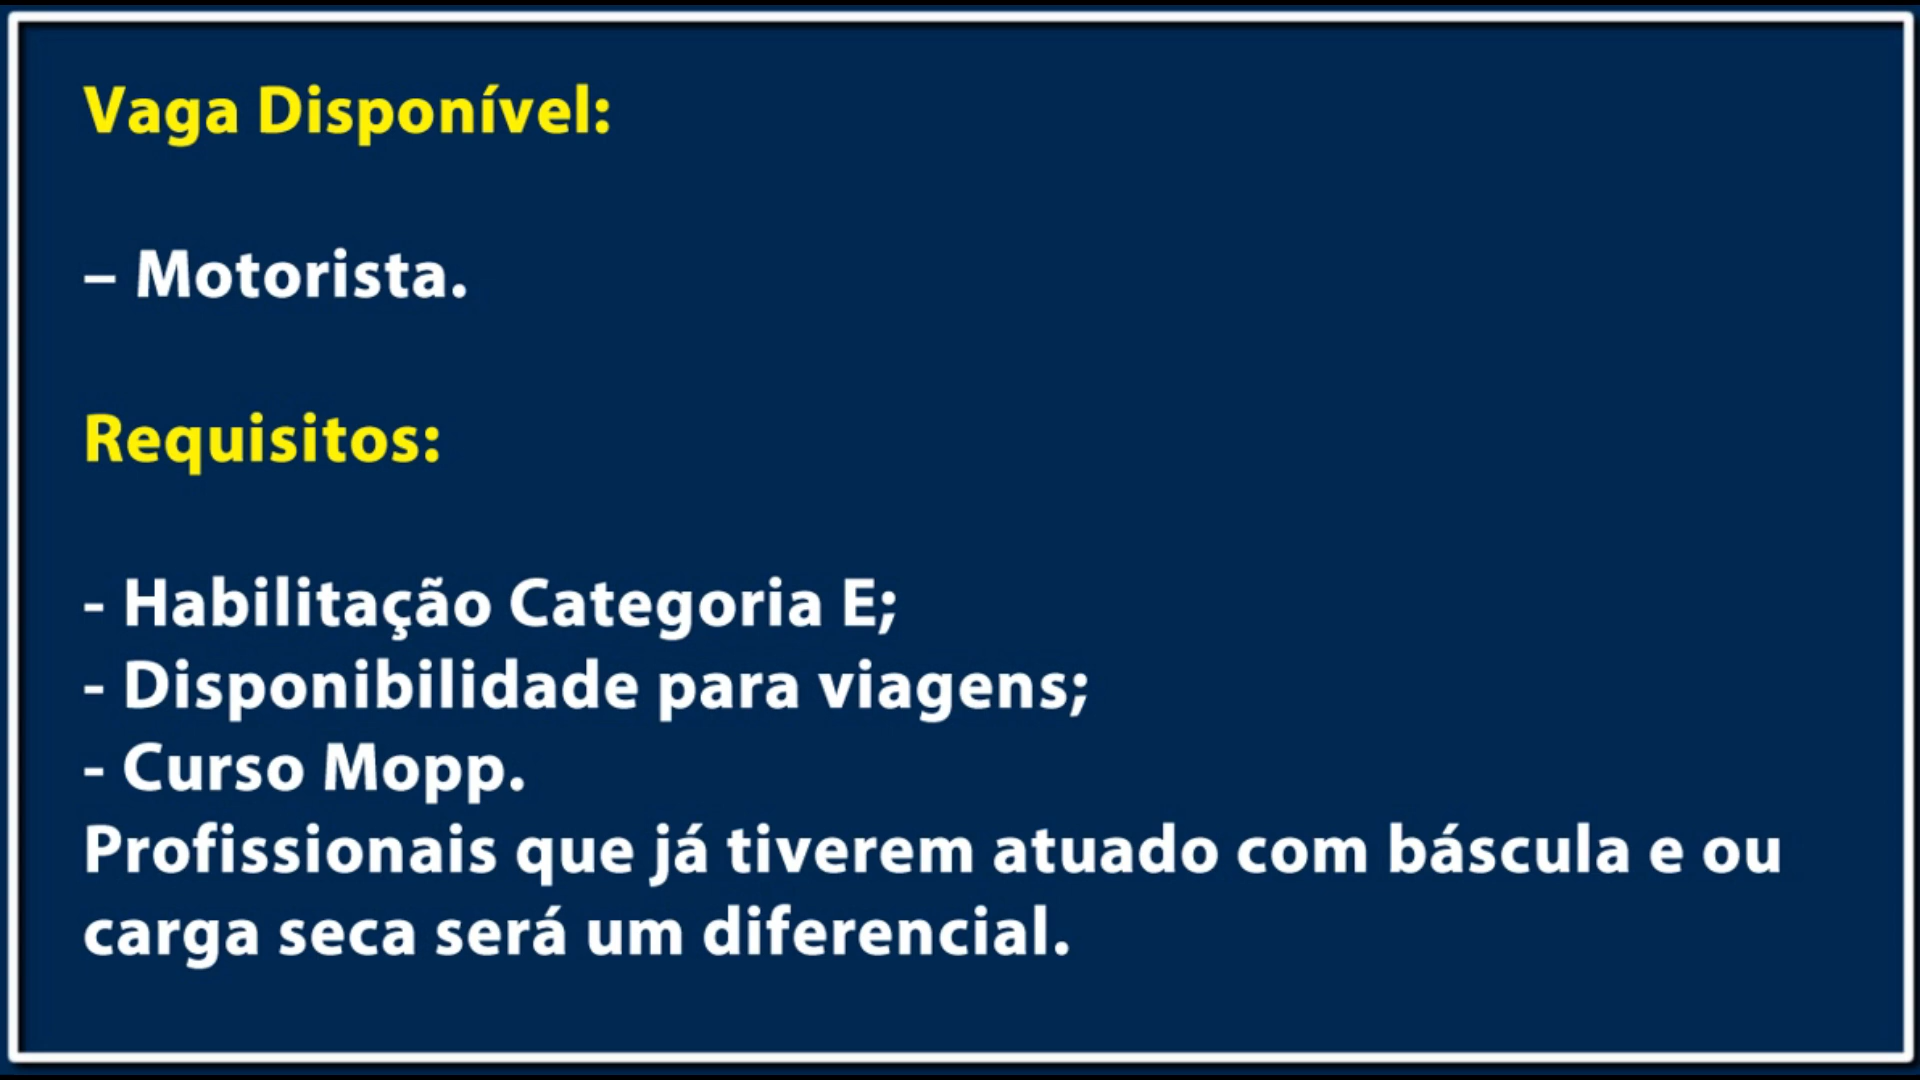 Vaga Disponível:
– Motorista.
Requisitos:
- Habilitação Categoria E;
- Disponibilidade para viagens;
- Curso Mopp.
Profissionais que já tiverem atuado com báscula e ou
carga seca será um diferencial.